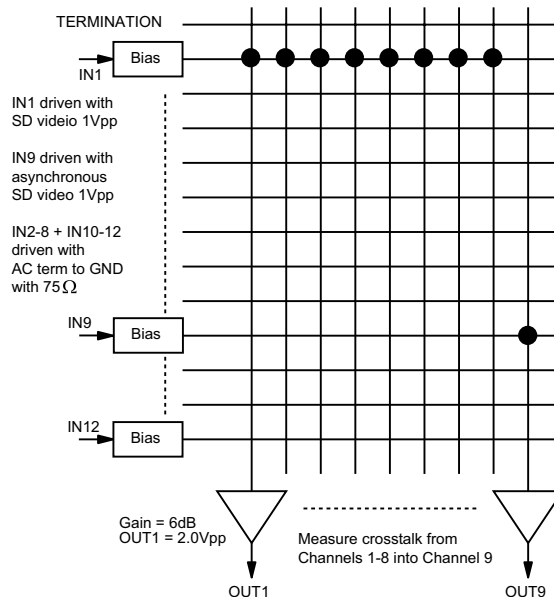 TERMINATION
Bias
IN1
IN1 driven with
SD videio 1Vpp
IN9 driven with
asynchronous
SD video 1Vpp
IN2-8 + IN10-12
driven with
AC term to GND
with 75Ω
IN9
Bias
IN12
Bias
Gain = 6dB
OUT1 = 2.0Vpp
Measure crosstalk from
Channels 1-8 into Channel 9
OUT1
OUT9